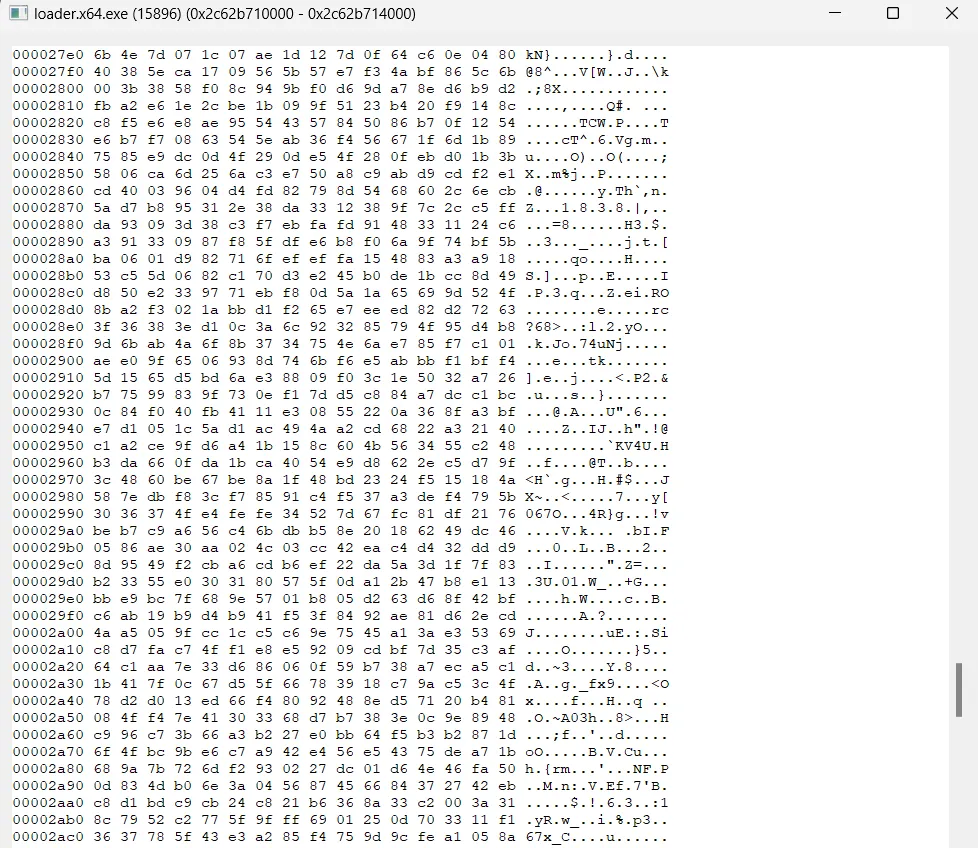 loader.x64.exe (15896) (0x2c62b710000 - 0x2c62b714000)
000027e0 6b 4e 7d 07 1c 07 ae 1d 12 7d 0f 64 c6 0e 04 80 kN}......}.d....
000027f0 40 38 5e ca 17 09 56 5b 57 e7 f3 4a bf 86 5c 6b @8^...V[W..J..\k
00002800 00 3b 38 58 f0 8c 94 9b f0 d6 9d a7 8e d6 b9 d2 .;8X............
00002810 fb a2 e6 1e 2c be 1b 09 9f 51 23 b4 20 f9 14 8c ....,....Q#. ...
00002820 c8 f5 e6 e8 ae 95 54 43 57 84 50 86 b7 0f 12 54 ......TCW.P....T
00002830 e6 b7 f7 08 63 54 5e ab 36 f4 56 67 1f 6d 1b 89 ....cT^.6.Vg.m..
00002840 75 85 e9 dc 0d 4f 29 0d e5 4f 28 0f eb d0 1b 3b u....O)..O(....;
00002850 58 06 ca 6d 25 6a c3 e7 50 a8 c9 ab d9 cd f2 e1 X..m%j..P.......
00002860 cd 40 03 96 04 d4 fd 82 79 8d 54 68 60 2c 6e cb .@......y.Th`,n.
00002870 5a d7 b8 95 31 2e 38 da 33 12 38 9f 7c 2c c5 ff Z...1.8.3.8.|,..
00002880 da 93 09 3d 38 c3 f7 eb fa fd 91 48 33 11 24 c6 ...=8......H3.$.
00002890 a3 91 33 09 87 f8 5f df e6 b8 f0 6a 9f 74 bf 5b ..3..._....j.t.[
000028a0 ba 06 01 d9 82 71 6f ef ef fa 15 48 83 a3 a9 18 .....qo....H....
000028b0 53 c5 5d 06 82 c1 70 d3 e2 45 b0 de 1b cc 8d 49 S.]...p..E.....I
000028c0 d8 50 e2 33 97 71 eb f8 0d 5a 1a 65 69 9d 52 4f .P.3.q...Z.ei.RO
000028d0 8b a2 f3 02 1a bb d1 f2 65 e7 ee ed 82 d2 72 63 ........e.....rc
000028e0 3f 36 38 3e d1 0c 3a 6c 92 32 85 79 4f 95 d4 b8 ?68>..:l.2.yO...
000028f0 9d 6b ab 4a 6f 8b 37 34 75 4e 6a e7 85 f7 c1 01 .k.Jo.74uNj.....
00002900 ae e0 9f 65 06 93 8d 74 6b f6 e5 ab bb f1 bf f4 ...e...tk.......
00002910 5d 15 65 d5 bd 6a e3 88 09 f0 3c 1e 50 32 a7 26 ].e..j....<.P2.&
00002920 b7 75 99 83 9f 73 0e f1 7d d5 c8 84 a7 dc c1 bc .u...s..}.......
00002930 0c 84 f0 40 fb 41 11 e3 08 55 22 0a 36 8f a3 bf ...@.A...U".6...
00002940 e7 d1 05 1c 5a d1 ac 49 4a a2 cd 68 22 a3 21 40 ....Z..IJ..h".!@
00002950 c1 a2 ce 9f d6 a4 1b 15 8c 60 4b 56 34 55 c2 48 .........`KV4U.H
00002960 b3 da 66 0f da 1b ca 40 54 e9 d8 62 2e c5 d7 9f ..f....@T..b....
00002970 3c 48 60 be 67 be 8a 1f 48 bd 23 24 f5 15 18 4a <H`.g...H.#$...J
00002980 58 7e db f8 3c f7 85 91 c4 f5 37 a3 de f4 79 5b X~..<.....7...y[
00002990 30 36 37 4f e4 fe fe 34 52 7d 67 fc 81 df 21 76 067O...4R}g...!v
000029a0 be b7 c9 a6 56 c4 6b db b5 8e 20 18 62 49 dc 46 ....V.k... .bI.F
000029b0 05 86 ae 30 aa 02 4c 03 cc 42 ea c4 d4 32 dd d9 ...0..L..B...2..
000029c0 8d 95 49 f2 cb a6 cd b6 ef 22 da 5a 3d 1f 7f 83 ..I......".Z=...
000029d0 b2 33 55 e0 30 31 80 57 5f 0d a1 2b 47 b8 e1 13 .3U.01.W_..+G...
000029e0 bb e9 bc 7f 68 9e 57 01 b8 05 d2 63 d6 8f 42 bf ....h.W....c..B.
000029f0 c6 ab 19 b9 d4 b9 41 f5 3f 84 92 ae 81 d6 2e cd ......A.?.......
00002a00 4a a5 05 9f cc 1c c5 c6 9e 75 45 a1 3a e3 53 69 J........uE.:.Si
00002a10 c8 d7 fa c7 4f f1 e8 e5 92 09 cd bf 7d 35 c3 af ....O.......}5..
00002a20 64 c1 aa 7e 33 d6 86 06 0f 59 b7 38 a7 ec a5 c1 d..~3....Y.8....
00002a30 1b 41 7f 0c 67 d5 5f 66 78 39 18 c7 9a c5 3c 4f .A..g._fx9....<O
00002a40 78 d2 d0 13 ed 66 f4 80 92 48 8e d5 71 20 b4 81 x....f...H..q ..
00002a50 08 4f f4 7e 41 30 33 68 d7 b7 38 3e 0c 9e 89 48 .O.~A03h..8>...H
00002a60 c9 96 c7 3b 66 a3 b2 27 e0 bb 64 f5 b3 b2 87 1d ...;f..'..d.....
00002a70 6f 4f bc 9b e6 c7 a9 42 e4 56 e5 43 75 de a7 1b oO.....B.V.Cu...
00002a80 68 9a 7b 72 6d f2 93 02 27 dc 01 d6 4e 46 fa 50 h.{rm...'...NF.P
00002a90 0d 83 4d b0 6e 3a 04 56 87 45 66 84 37 27 42 eb ..M.n:.V.Ef.7'B.
00002aa0 c8 d1 bd c9 cb 24 c8 21 b6 36 8a 33 c2 00 3a 31 .....$.!.6.3..:1
00002ab0 8c 79 52 c2 77 5f 9f ff 69 01 25 0d 70 33 11 f1 .yR.w_..i.%.p3..
00002ac0 36 37 78 5f 43 e3 a2 85 f4 75 9d 9c fe a1 05 8a 67x_C....u......